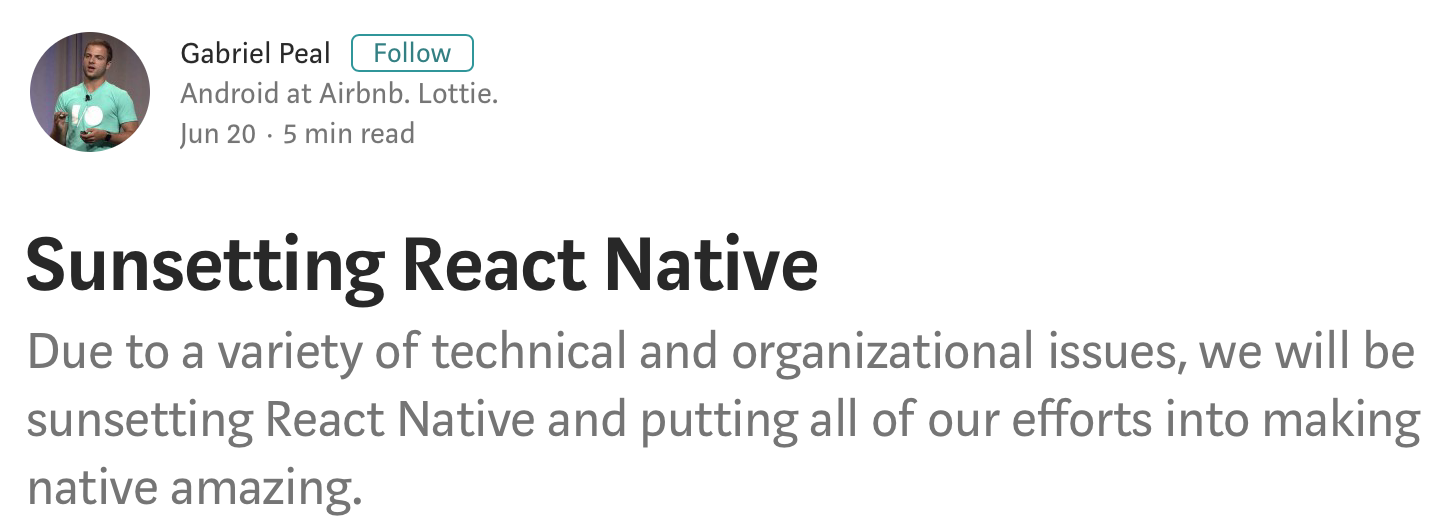 Gabriel Peal Follow
Android at Airbnb. Lottie.
Jun 20 · 5 min read
Sunsetting React Native
Due to a variety of technical and organizational issues, we will be
sunsetting React Native and putting all of our efforts into making
native amazing.